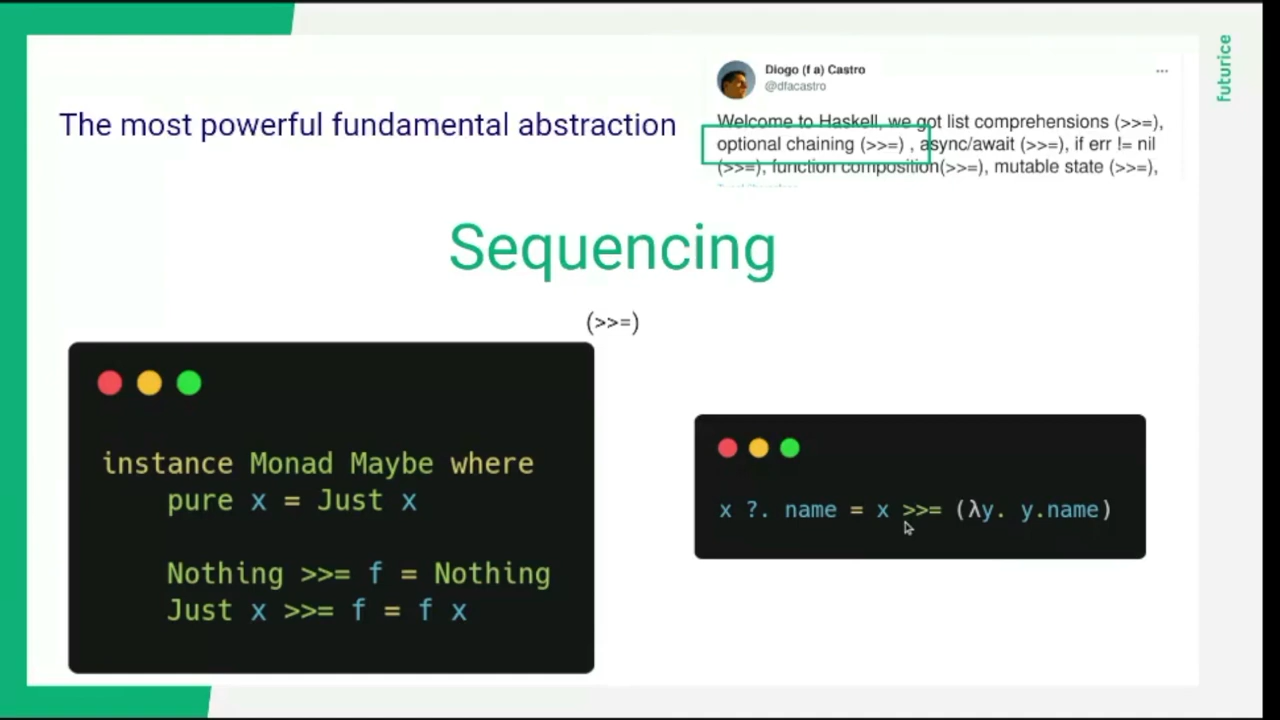 The most powerful fundamental abstraction
Diogo (f a) Castro
@dfacastro
...
Welcome to Haskell, we got list comprehensions (>>=),
optional chaining (>>=) , async/await (>>=), if err != nil
(>>=), function composition(>>=), mutable state (>>=),
futurice
Sequencing
(>>=)
instance Monad Maybe where
pure x = Just x
Nothing >>= f = Nothing
Just x >>= f = f x
x ?. name = x >>= (λy. y.name)